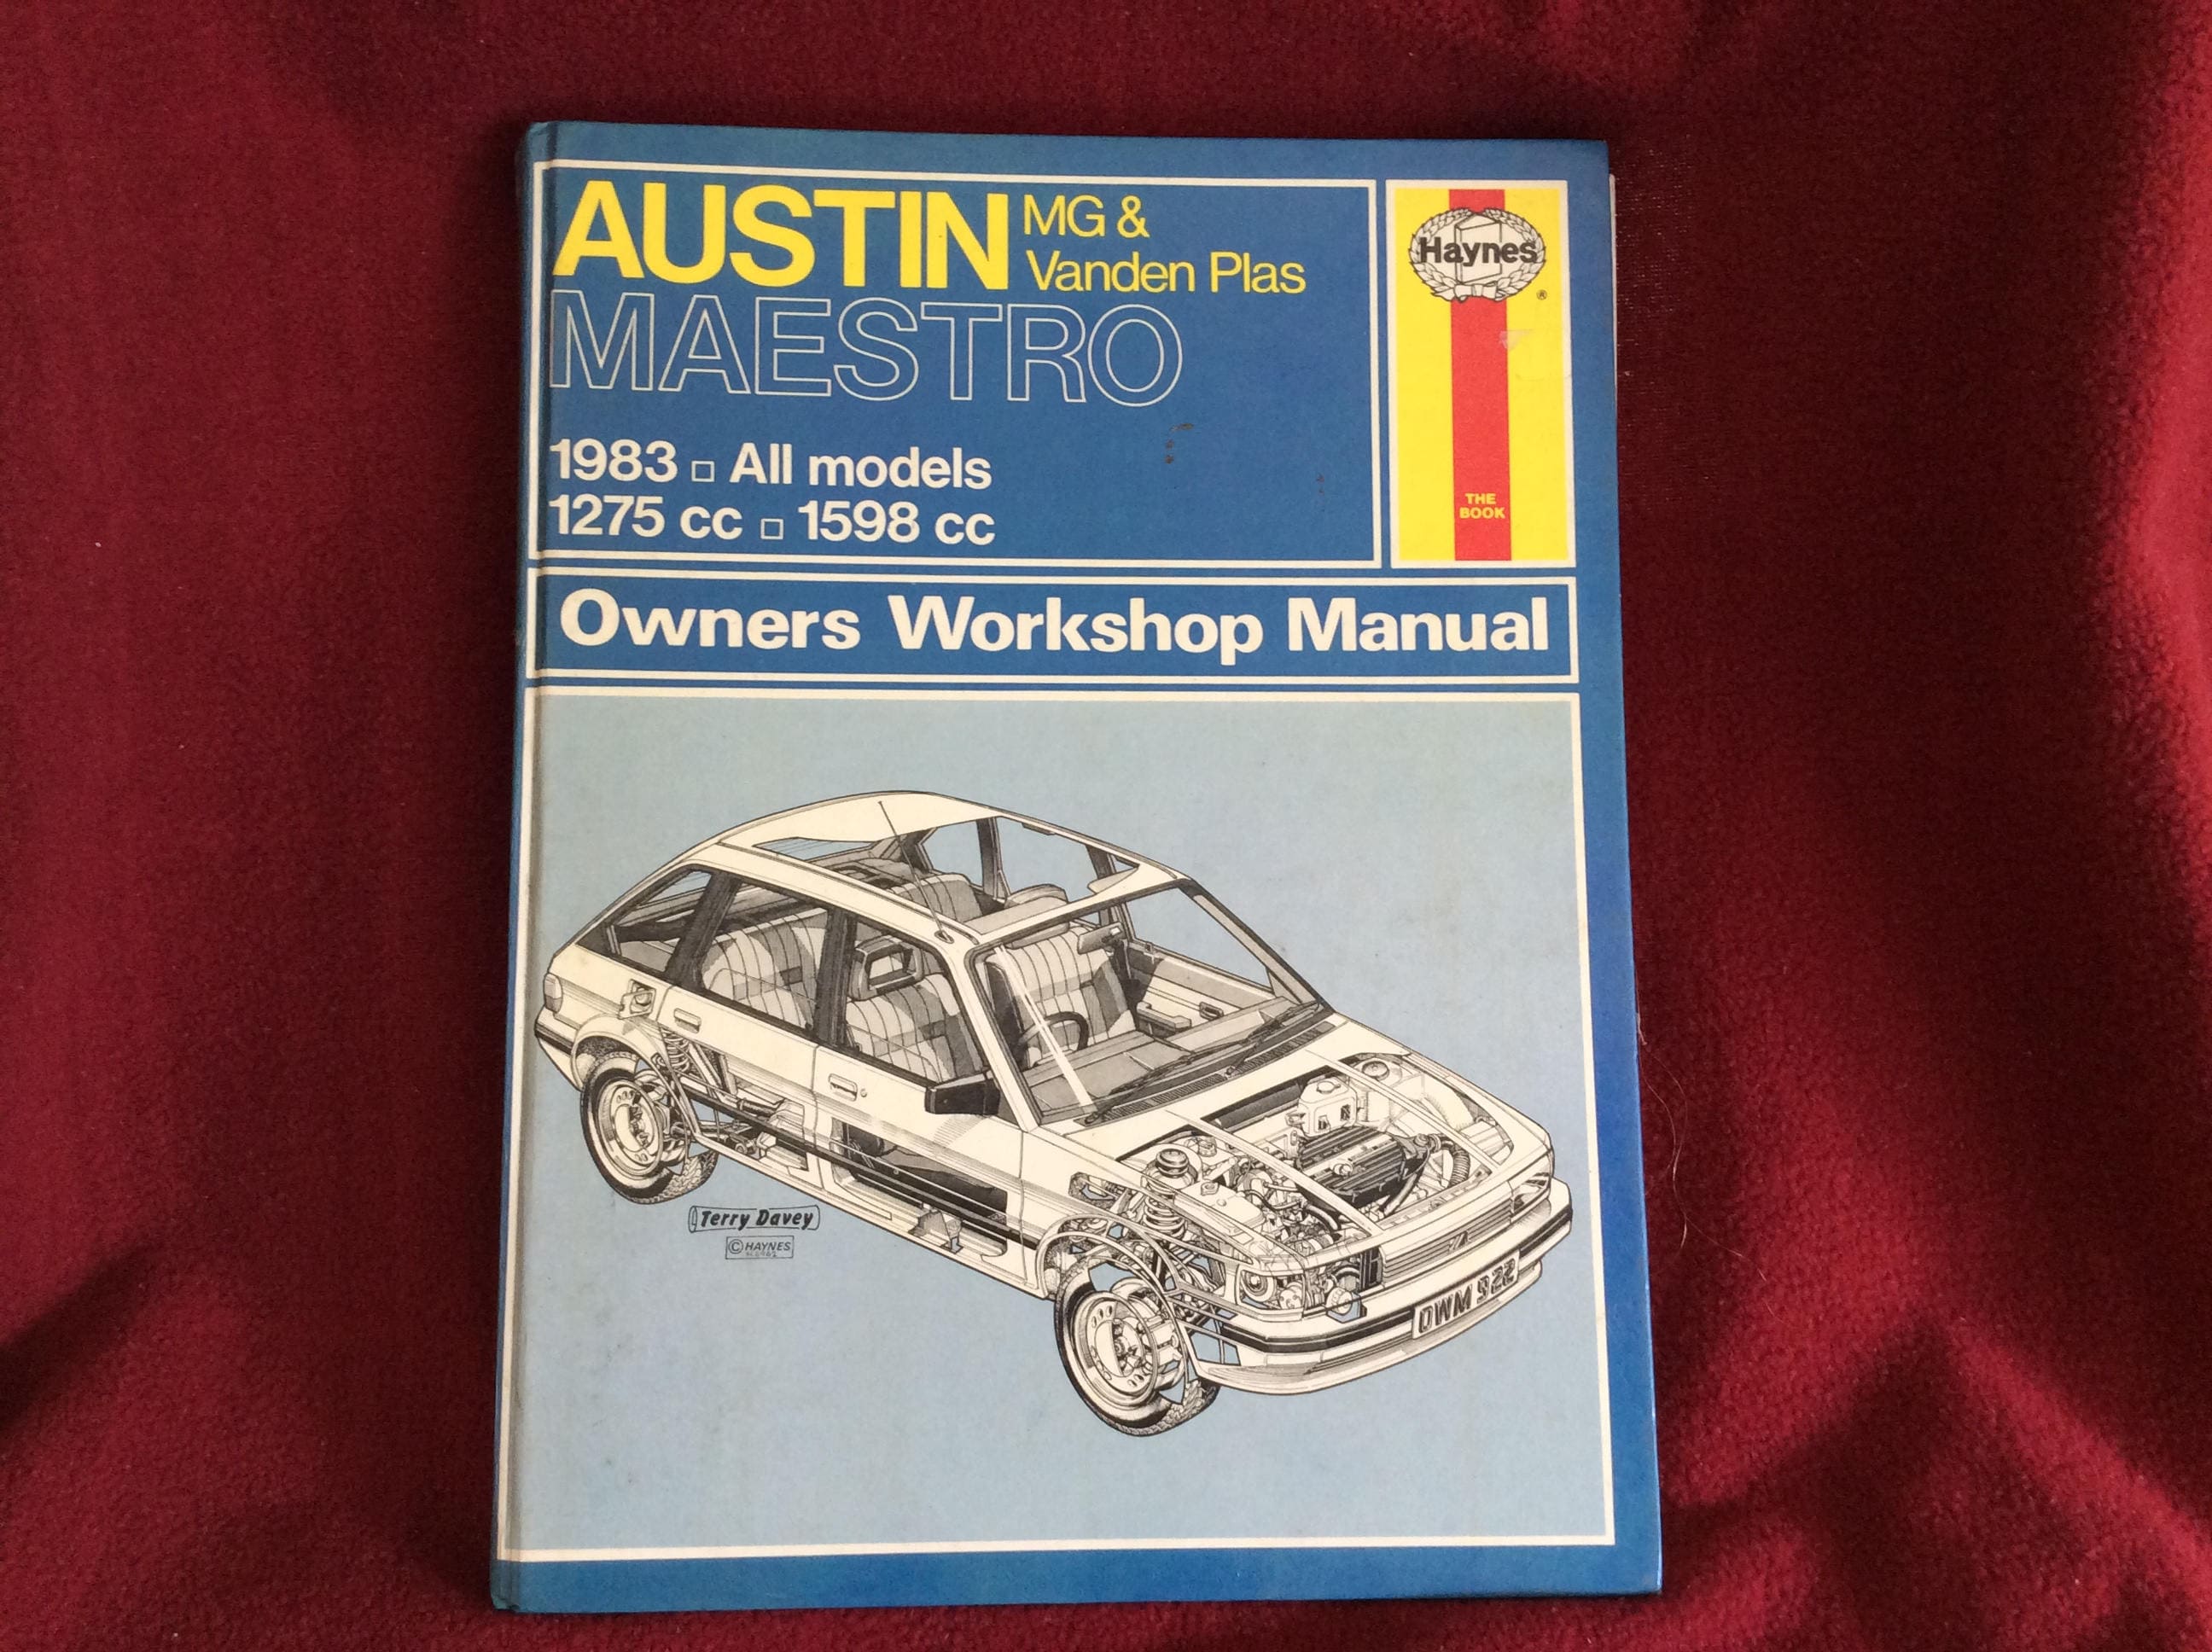 AUSTIN MG &
Vanden Plas
MAESTRO
1983 □ All models
1275 cc □ 1598 cc
Haynes
®
THE
BOOK
Owners Workshop Manual
Terry Davey
© HAYNES
OWM 922